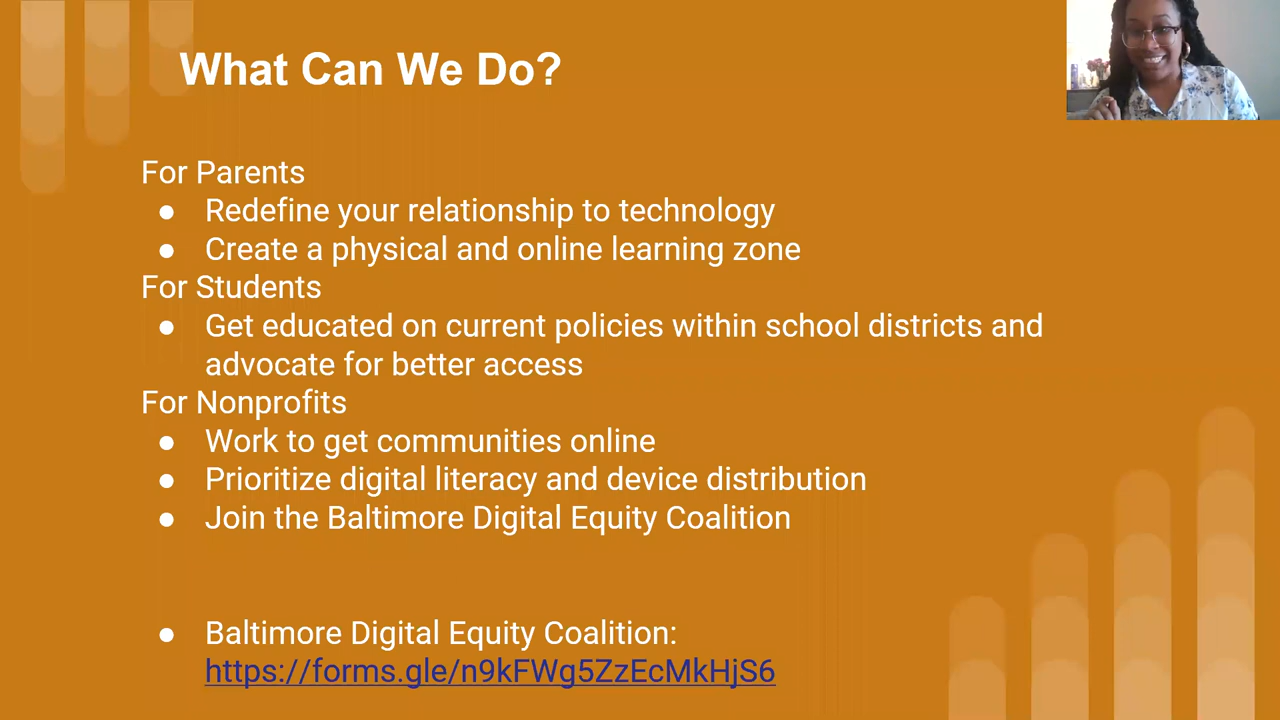 What Can We Do?
For Parents
● Redefine your relationship to technology
● Create a physical and online learning zone
For Students
● Get educated on current policies within school districts and
advocate for better access
For Nonprofits
● Work to get communities online
● Prioritize digital literacy and device distribution
● Join the Baltimore Digital Equity Coalition
● Baltimore Digital Equity Coalition:
https://forms.gle/n9kFWg5ZzEcMkHjS6